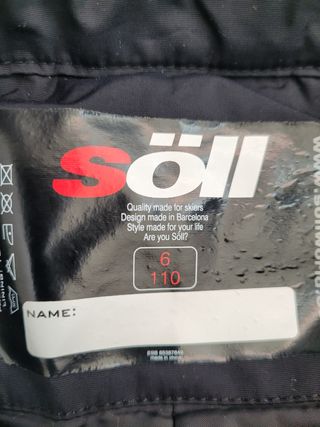 söll
Quality made for skiers
Design made in Barcelona
Style made for your life
Are you Söll?
6
110
NAME: